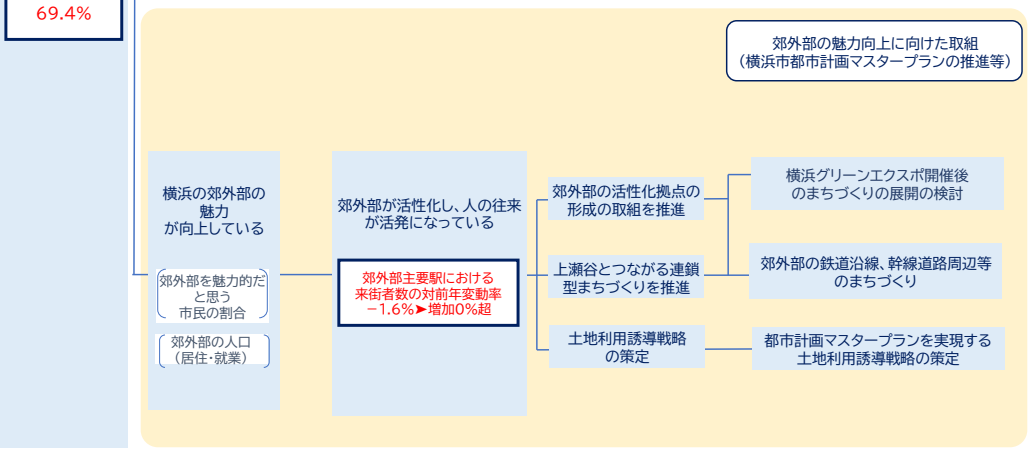 69.4%
郊外部の魅力向上に向けた取組
（横浜市都市計画マスタープランの推進等）
横浜の郊外部の
魅力
が向上している
郊外部を魅力的だ
と思う
市民の割合
郊外部の人口
（居住・就業）
郊外部が活性化し、人の往来
が活発になっている
郊外部主要駅における
来街者数の対前年変動率
－1.6%➤増加0%超
郊外部の活性化拠点の
形成の取組を推進
上瀬谷とつながる連鎖
型まちづくりを推進
土地利用誘導戦略
の策定
横浜グリーンエクスポ開催後
のまちづくりの展開の検討
郊外部の鉄道沿線、幹線道路周辺等
のまちづくり
都市計画マスタープランを実現する
土地利用誘導戦略の策定